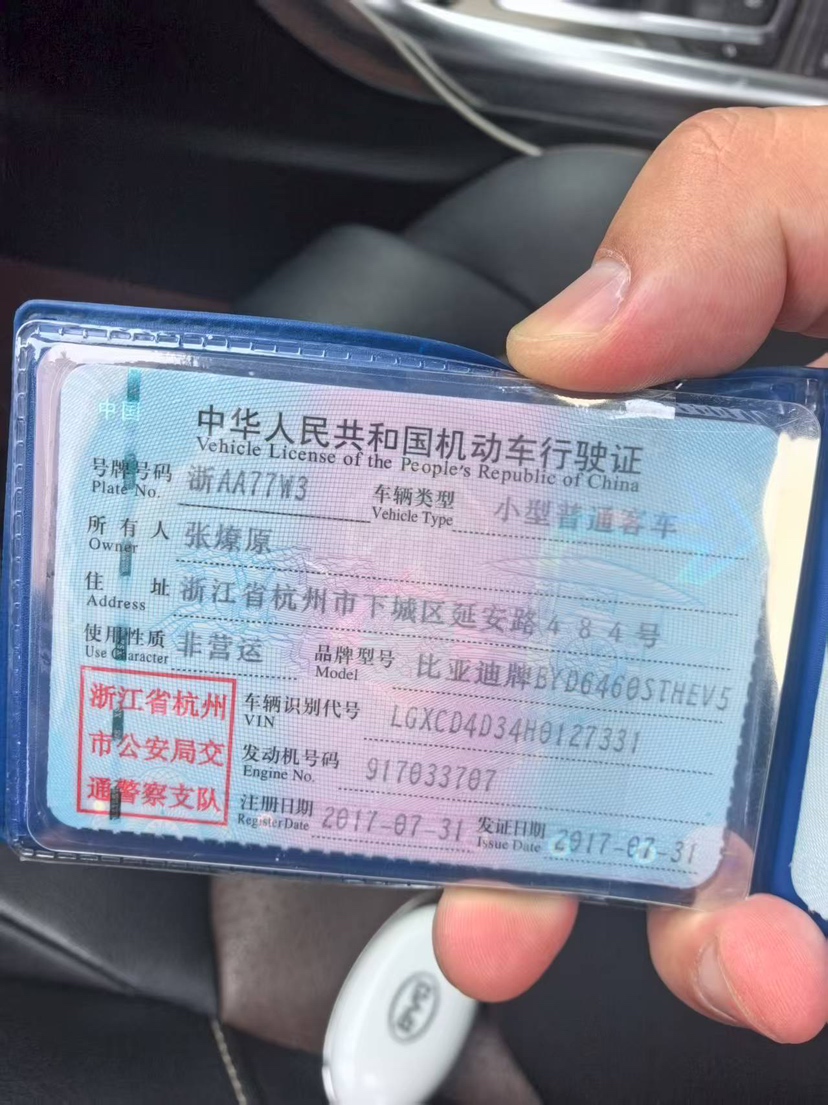 中国
中华人民共和国机动车行驶证
Vehicle License of the People's Republic of China
号牌号码 浙AA77W3 车辆类型 小型普通客车
Plate No. Vehicle Type
所有人 张燎原
Owner
住址 浙江省杭州市下城区延安路484号
Address
使用性质 非营运 品牌型号 比亚迪牌BYD6460STHEV5
Use Character Model
浙江省杭州
市公安局交
通警察支队
车辆识别代号 LGXCD4D34H0127331
VIN
发动机号码 917033707
Engine No.
注册日期 2017-07-31 发证日期 2017-07-31
Register Date Issue Date
BYD